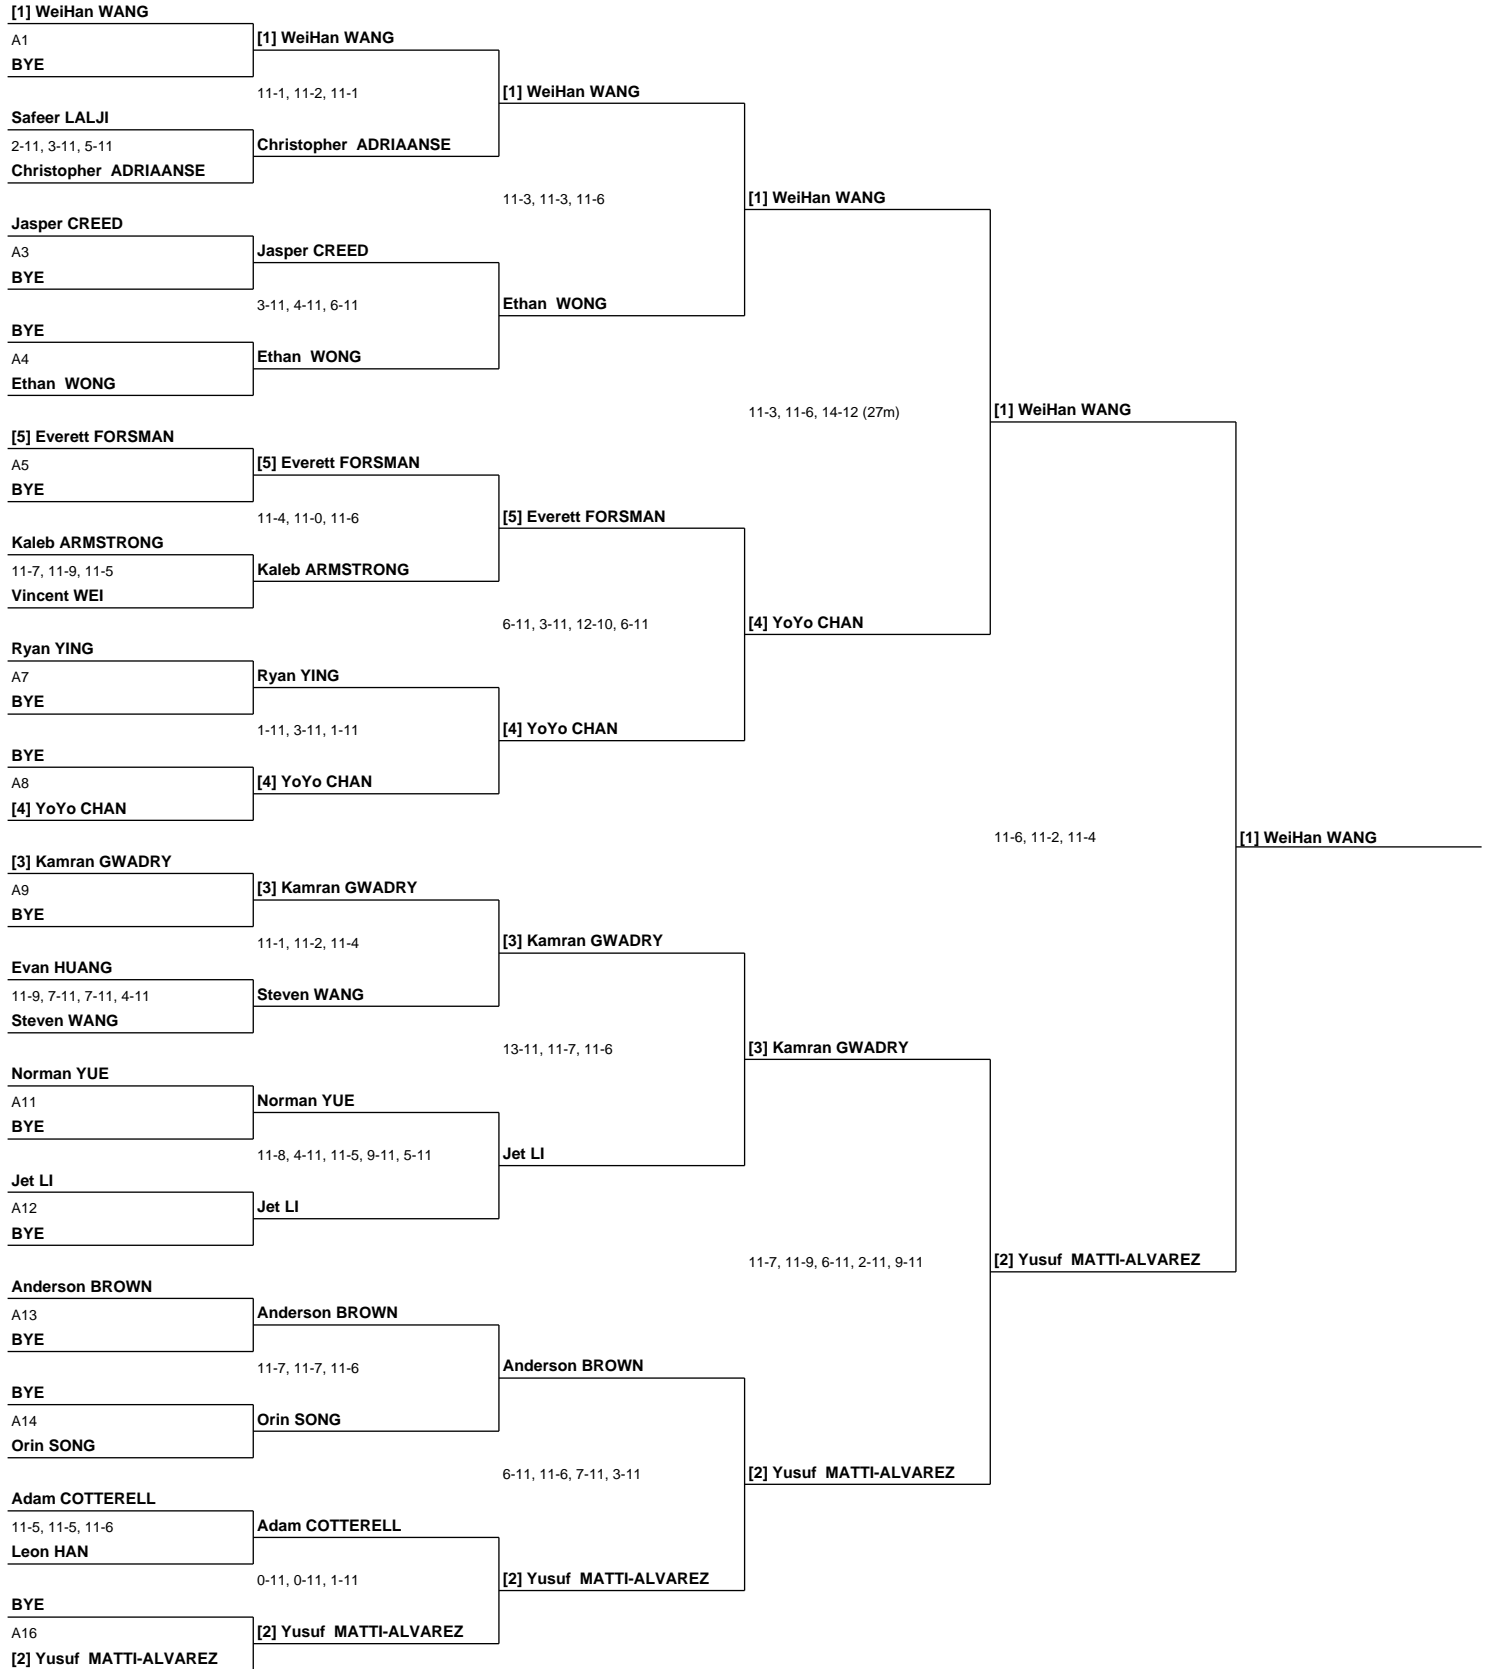 [1] WeiHan WANG
A1
[1] WeiHan WANG
BYE
11-1, 11-2, 11-1
[1] WeiHan WANG
Safeer LALJI
2-11, 3-11, 5-11
Christopher ADRIAANSE
Christopher ADRIAANSE
11-3, 11-3, 11-6
[1] WeiHan WANG
Jasper CREED
A3
Jasper CREED
BYE
3-11, 4-11, 6-11
Ethan WONG
BYE
A4
Ethan WONG
Ethan WONG
11-3, 11-6, 14-12 (27m)
[1] WeiHan WANG
[5] Everett FORSMAN
A5
[5] Everett FORSMAN
BYE
11-4, 11-0, 11-6
[5] Everett FORSMAN
Kaleb ARMSTRONG
11-7, 11-9, 11-5
Kaleb ARMSTRONG
Vincent WEI
6-11, 3-11, 12-10, 6-11
[4] YoYo CHAN
Ryan YING
A7
Ryan YING
BYE
1-11, 3-11, 1-11
[4] YoYo CHAN
BYE
A8
[4] YoYo CHAN
[4] YoYo CHAN
11-6, 11-2, 11-4
[1] WeiHan WANG
[3] Kamran GWADRY
A9
[3] Kamran GWADRY
BYE
11-1, 11-2, 11-4
[3] Kamran GWADRY
Evan HUANG
11-9, 7-11, 7-11, 4-11
Steven WANG
Steven WANG
13-11, 11-7, 11-6
[3] Kamran GWADRY
Norman YUE
A11
Norman YUE
BYE
11-8, 4-11, 11-5, 9-11, 5-11
Jet LI
Jet LI
A12
Jet LI
BYE
11-7, 11-9, 6-11, 2-11, 9-11
[2] Yusuf MATTI-ALVAREZ
Anderson BROWN
A13
Anderson BROWN
BYE
11-7, 11-7, 11-6
Anderson BROWN
BYE
A14
Orin SONG
Orin SONG
6-11, 11-6, 7-11, 3-11
[2] Yusuf MATTI-ALVAREZ
Adam COTTERELL
11-5, 11-5, 11-6
Adam COTTERELL
Leon HAN
0-11, 0-11, 1-11
[2] Yusuf MATTI-ALVAREZ
BYE
A16
[2] Yusuf MATTI-ALVAREZ
[2] Yusuf MATTI-ALVAREZ